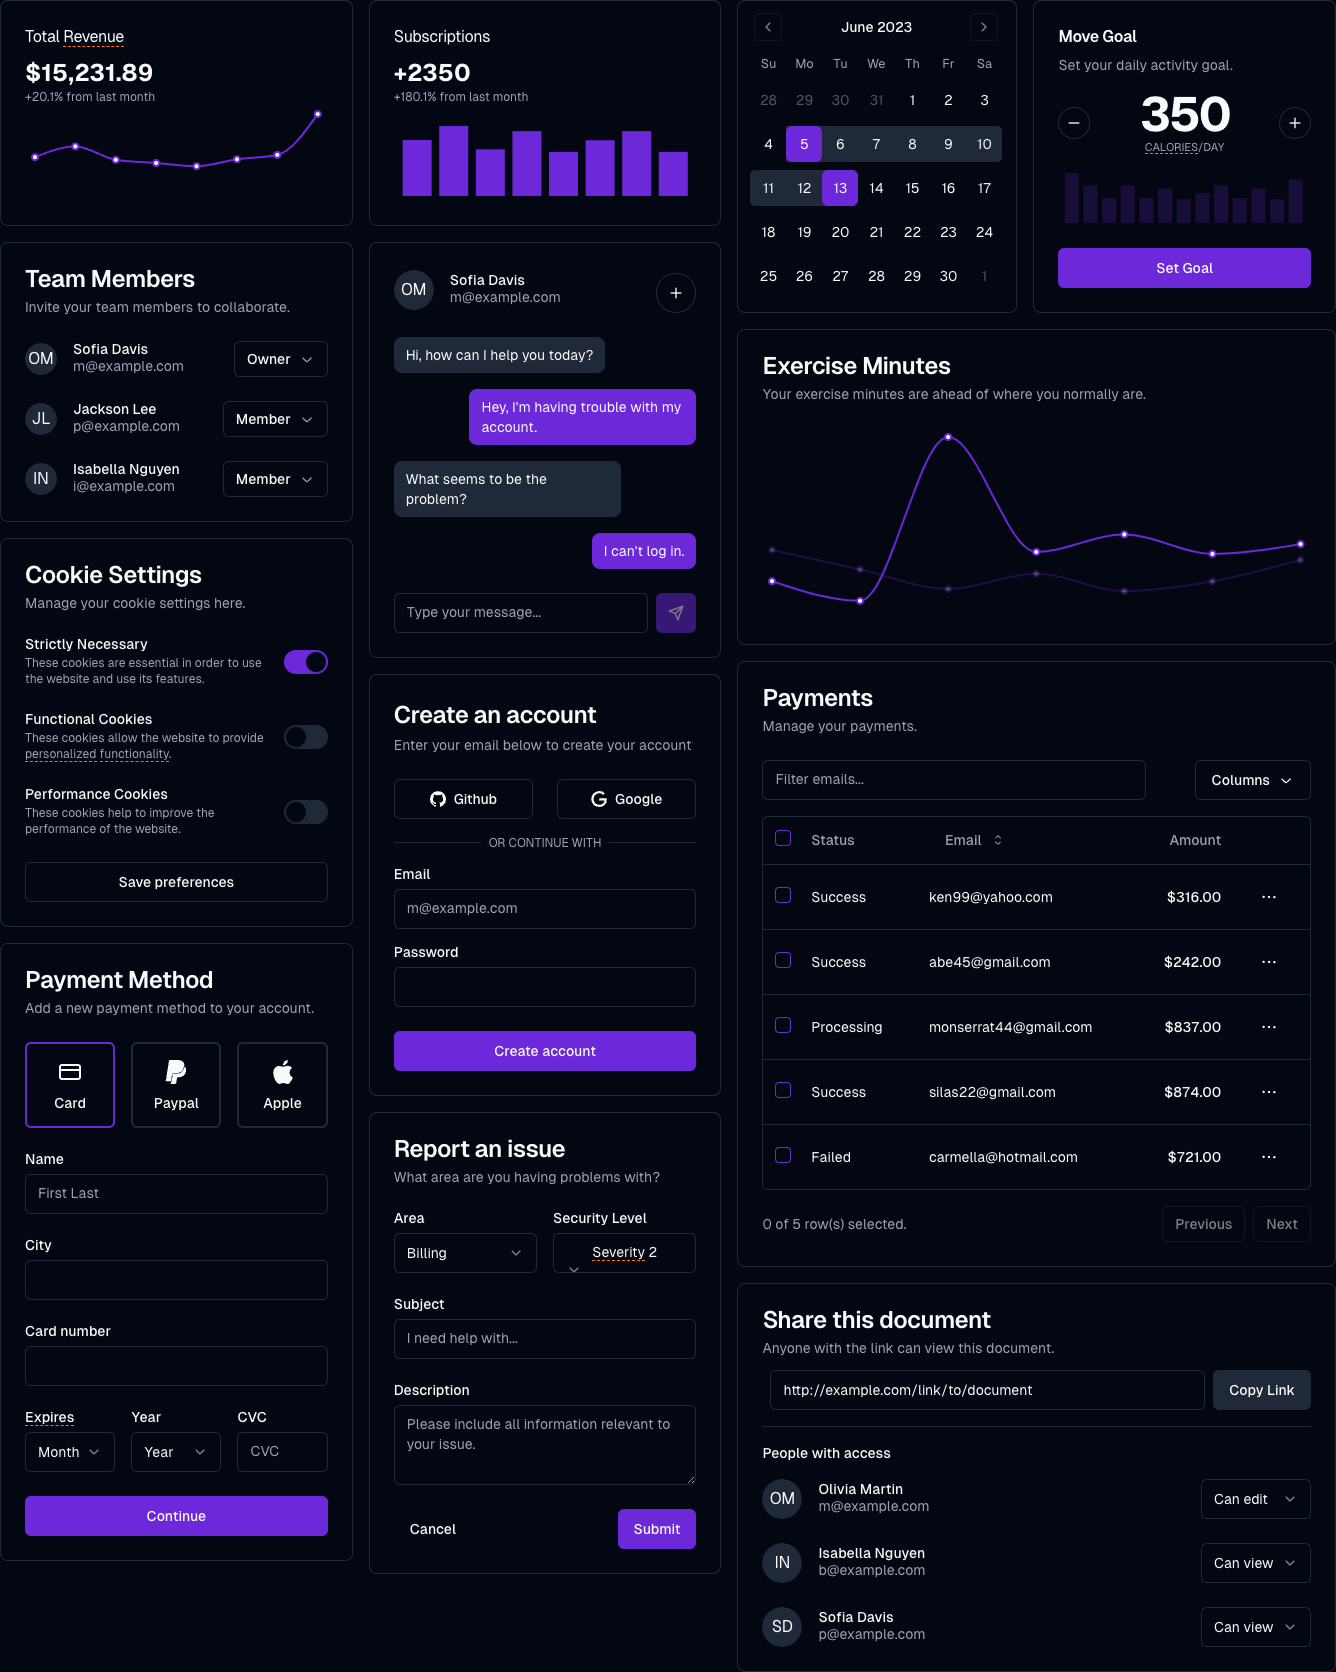 Total Revenue
$15,231.89
+20.1% from last month
Subscriptions
+2350
+180.1% from last month
June 2023
Su Mo Tu We Th Fr Sa
28 29 30 31 1 2 3
4 5 6 7 8 9 10
11 12 13 14 15 16 17
18 19 20 21 22 23 24
25 26 27 28 29 30 1
Move Goal
Set your daily activity goal.
350
CALORIES/DAY
Set Goal
Team Members
Invite your team members to collaborate.
OM
Sofia Davis
m@example.com
Owner
JL
Jackson Lee
p@example.com
Member
IN
Isabella Nguyen
i@example.com
Member
OM
Sofia Davis
m@example.com
Hi, how can I help you today?
Hey, I'm having trouble with my
account.
What seems to be the
problem?
I can't log in.
Type your message...
Exercise Minutes
Your exercise minutes are ahead of where you normally are.
Cookie Settings
Manage your cookie settings here.
Strictly Necessary
These cookies are essential in order to use
the website and use its features.
Functional Cookies
These cookies allow the website to provide
personalized functionality.
Performance Cookies
These cookies help to improve the
performance of the website.
Save preferences
Create an account
Enter your email below to create your account
Github
Google
OR CONTINUE WITH
Email
m@example.com
Password
Create account
Payments
Manage your payments.
Filter emails...
Columns
Status Email Amount
Success ken99@yahoo.com $316.00 ...
Success abe45@gmail.com $242.00 ...
Processing monserrat44@gmail.com $837.00 ...
Success silas22@gmail.com $874.00 ...
Failed carmella@hotmail.com $721.00 ...
0 of 5 row(s) selected.
Previous
Next
Payment Method
Add a new payment method to your account.
Card
Paypal
Apple
Name
First Last
City
Card number
Expires Year CVC
Month Year CVC
Continue
Report an issue
What area are you having problems with?
Area Security Level
Billing Severity 2
Subject
I need help with...
Description
Please include all information relevant to
your issue.
Cancel
Submit
Share this document
Anyone with the link can view this document.
http://example.com/link/to/document
Copy Link
People with access
OM
Olivia Martin
m@example.com
Can edit
IN
Isabella Nguyen
b@example.com
Can view
SD
Sofia Davis
p@example.com
Can view